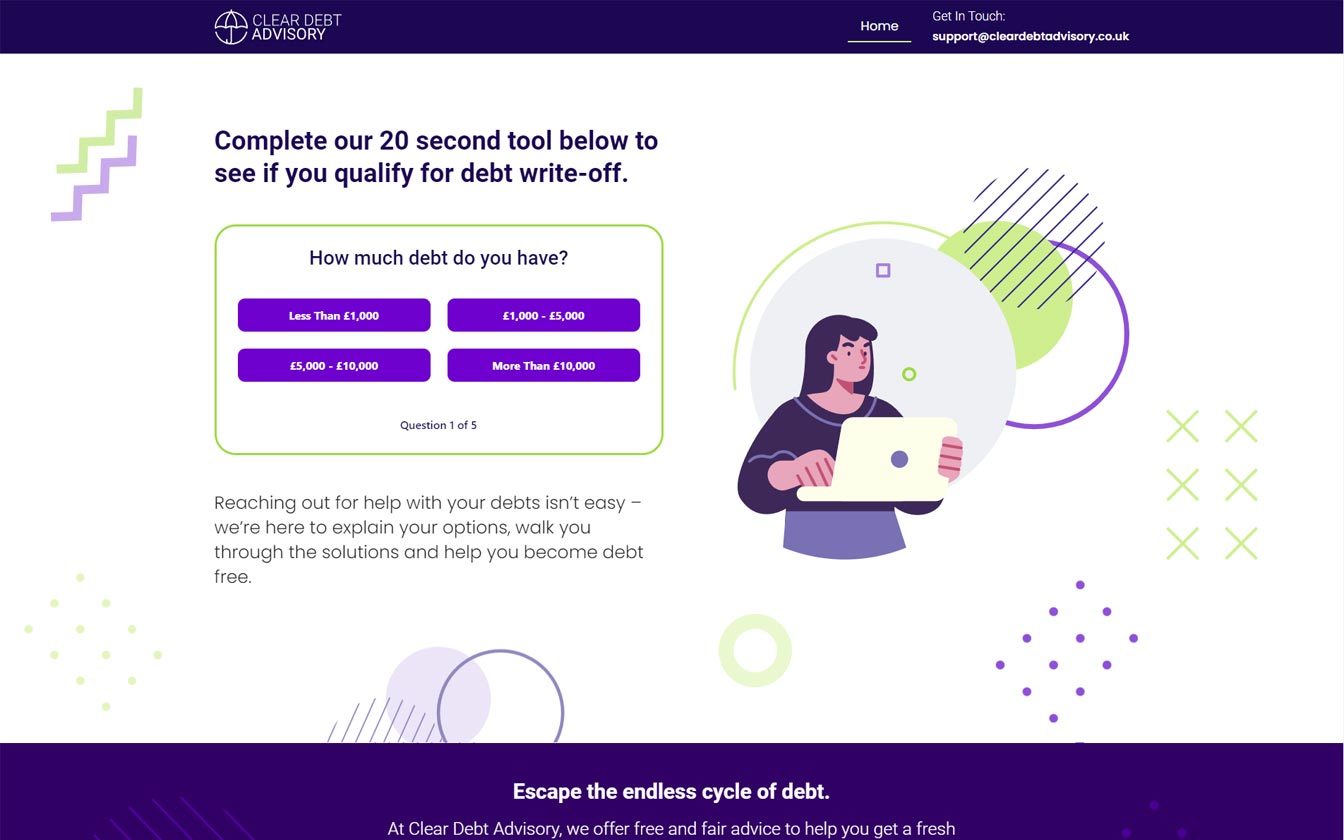 CLEAR DEBT
ADVISORY
Home
Get In Touch:
support@cleardebtadvisory.co.uk
Complete our 20 second tool below to
see if you qualify for debt write-off.
How much debt do you have?
Less Than £1,000
£1,000 - £5,000
£5,000 - £10,000
More Than £10,000
Question 1 of 5
Reaching out for help with your debts isn’t easy –
we’re here to explain your options, walk you
through the solutions and help you become debt
free.
Escape the endless cycle of debt.
At Clear Debt Advisory, we offer free and fair advice to help you get a fresh